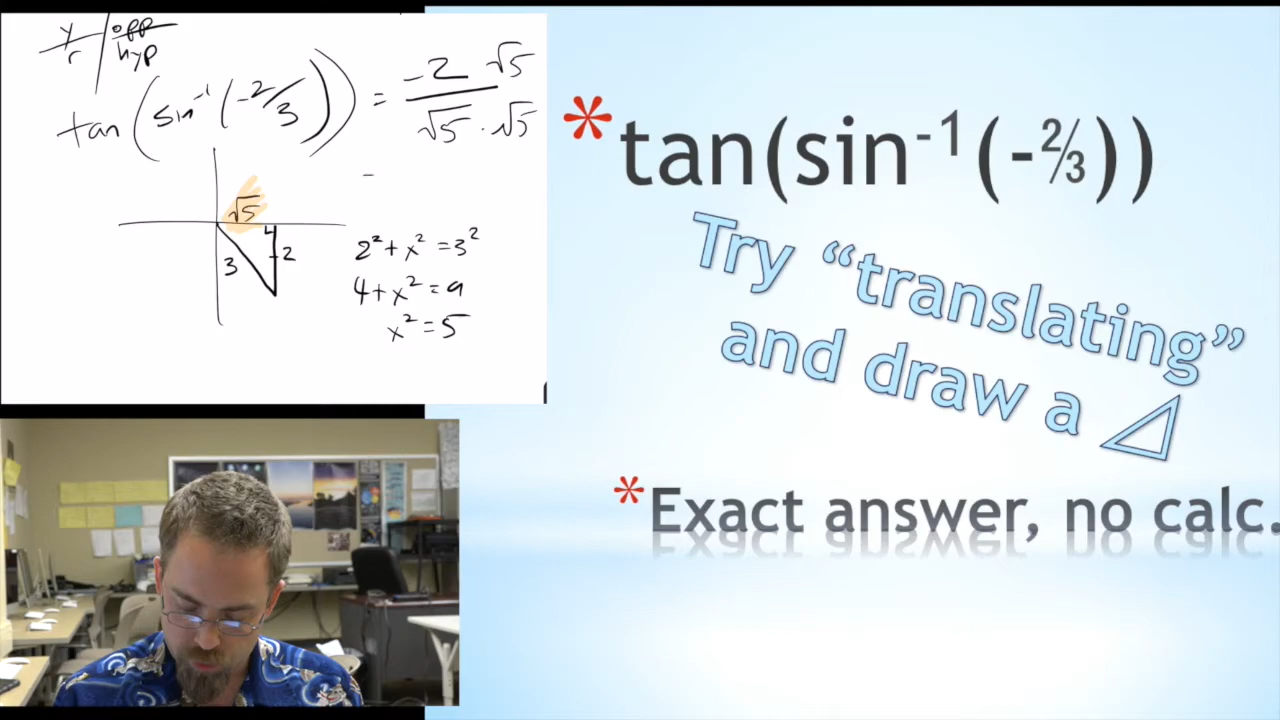 y/r | opp/hyp
tan(sin⁻¹(-2/3)) = -2 √5 / √5 · √5
=
√5
3
2
2² + x² = 3²
4 + x² = 9
x² = 5
*tan(sin⁻¹(-⅔))
Try “translating”
and draw a
*Exact answer, no calc.